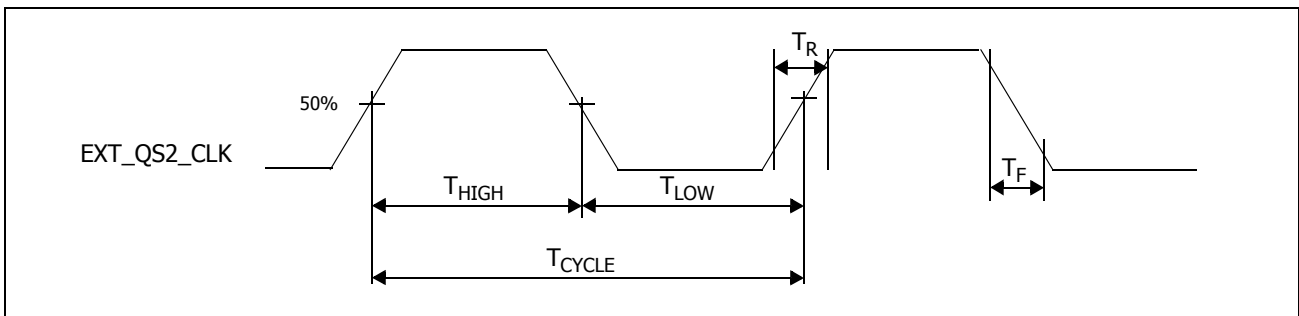 T_R
50%
EXT_QS2_CLK
T_F
T_HIGH
T_LOW
T_CYCLE